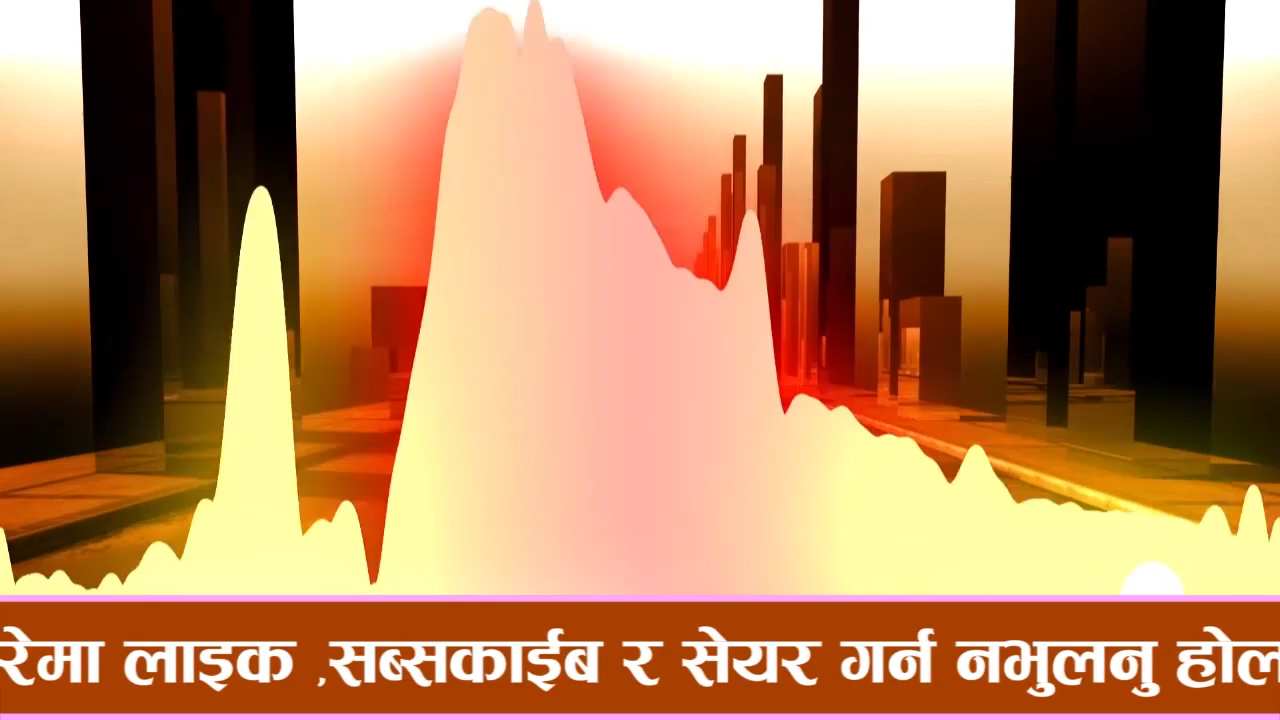 रेमा लाइक ,सब्सकाईब र सेयर गर्न नभुलनु होल